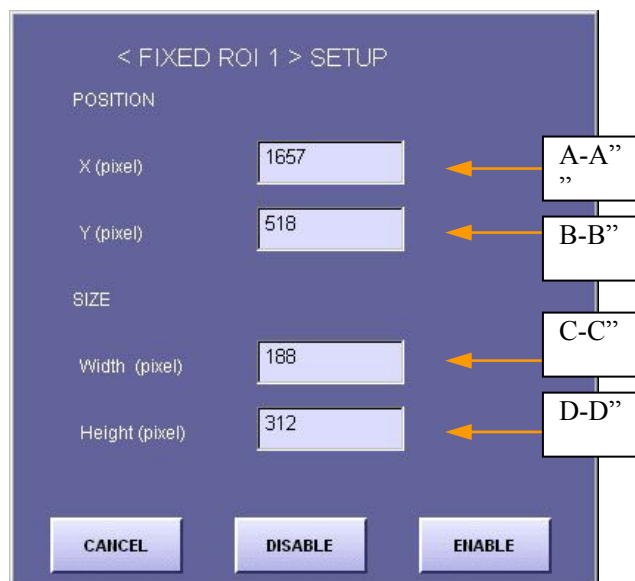 < FIXED ROI 1 > SETUP
POSITION
X (pixel)
1657
A-A”
”
Y (pixel)
518
B-B”
SIZE
Width (pixel)
188
C-C”
Height (pixel)
312
D-D”
CANCEL
DISABLE
ENABLE